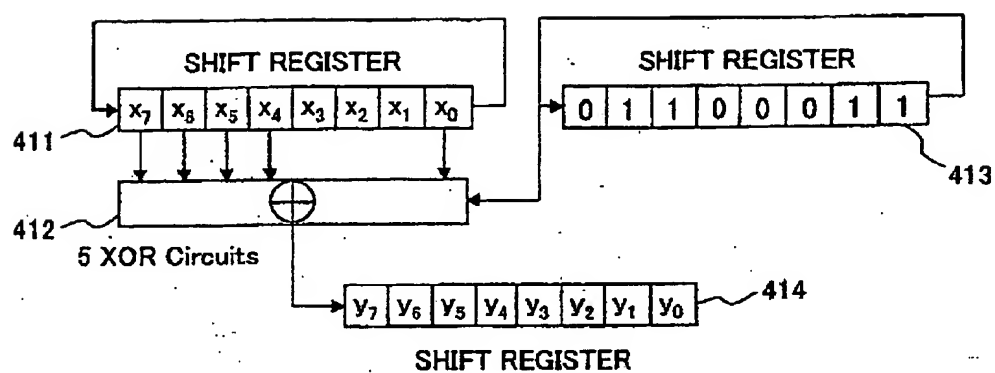 SHIFT REGISTER
SHIFT REGISTER
x7 x6 x5 x4 x3 x2 x1 x0
0 1 1 0 0 0 1 1
411
413
412
5 XOR Circuits
y7 y6 y5 y4 y3 y2 y1 y0
414
SHIFT REGISTER